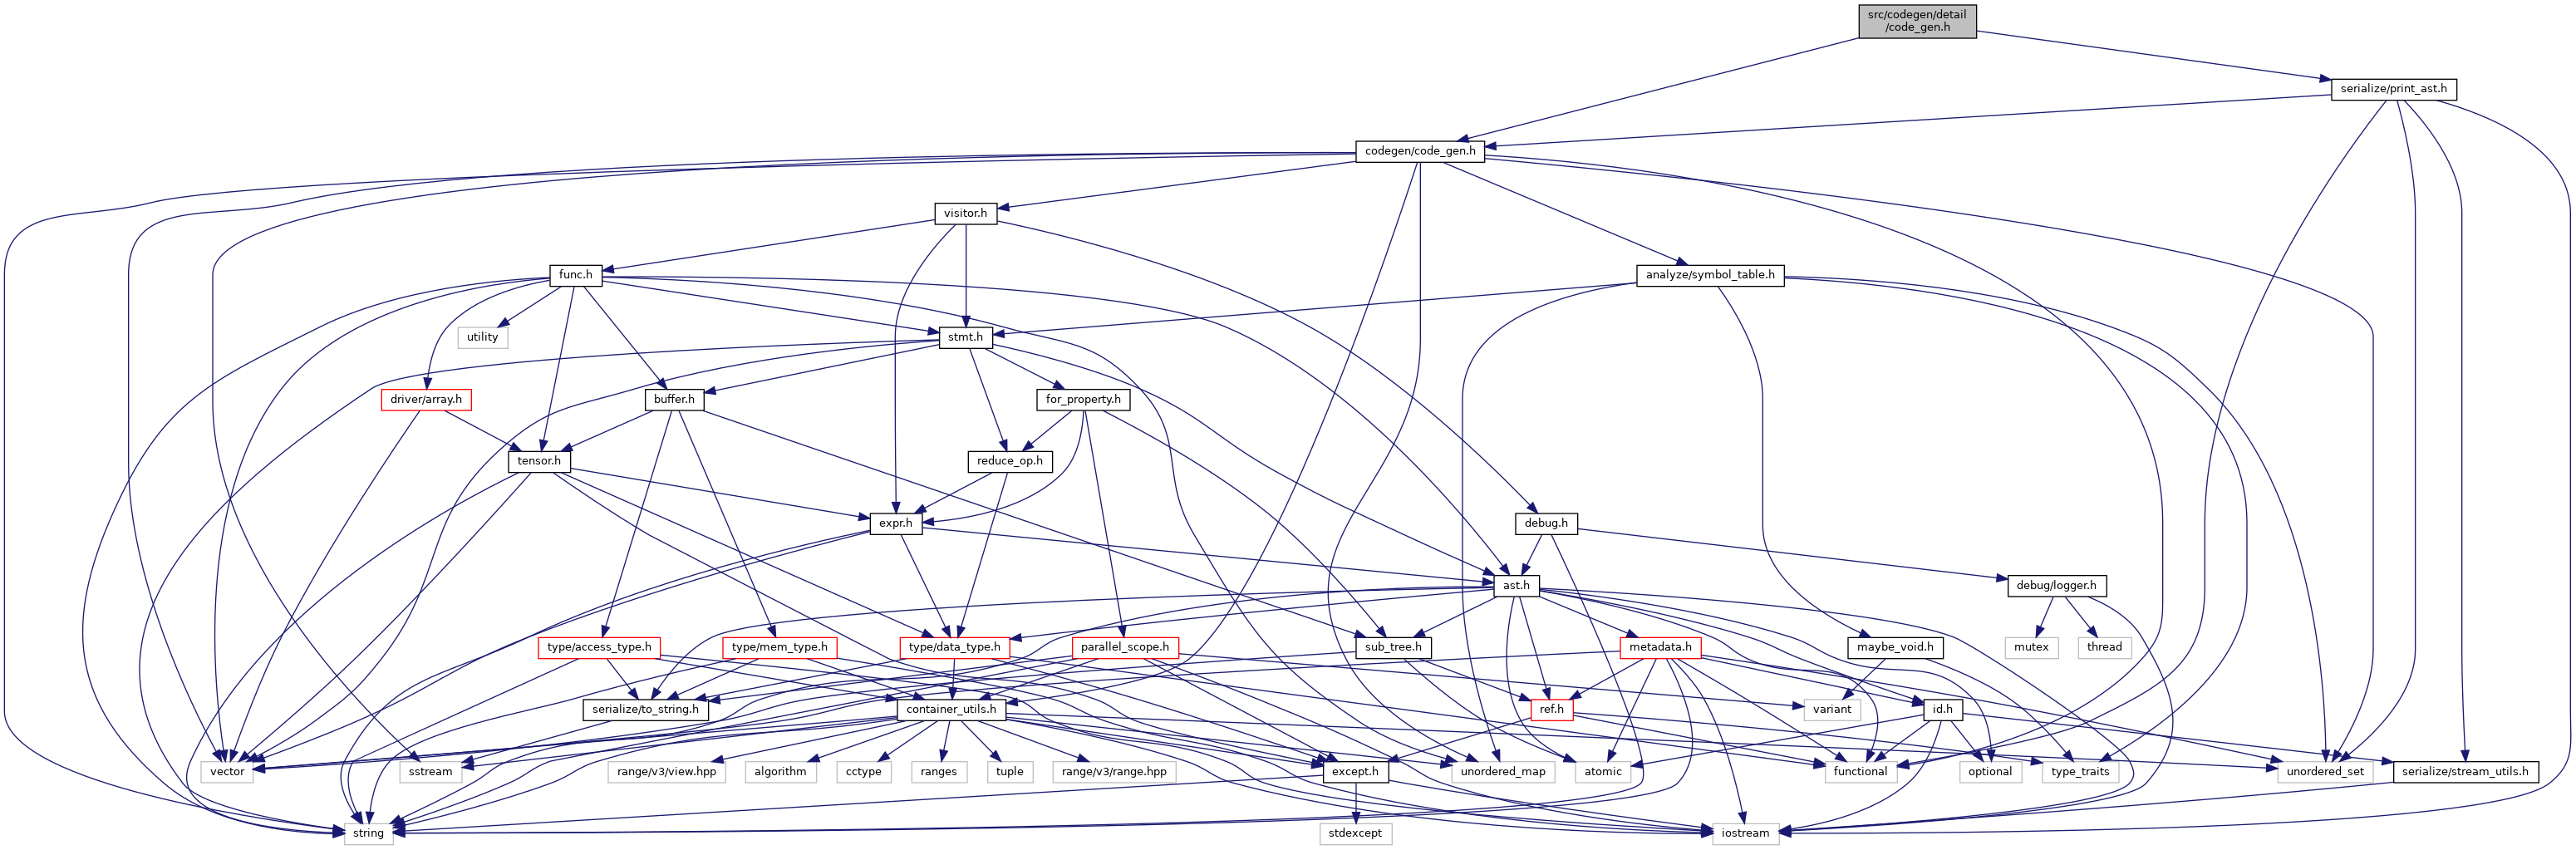 src/codegen/detail
/code_gen.h
serialize/print_ast.h
codegen/code_gen.h
visitor.h
func.h
analyze/symbol_table.h
utility
stmt.h
driver/array.h
buffer.h
for_property.h
tensor.h
reduce_op.h
expr.h
debug.h
ast.h
debug/logger.h
type/access_type.h
type/mem_type.h
type/data_type.h
parallel_scope.h
sub_tree.h
metadata.h
maybe_void.h
mutex
thread
serialize/to_string.h
container_utils.h
ref.h
variant
id.h
vector
sstream
range/v3/view.hpp
algorithm
cctype
ranges
tuple
range/v3/range.hpp
except.h
unordered_map
atomic
functional
optional
type_traits
unordered_set
serialize/stream_utils.h
string
stdexcept
iostream